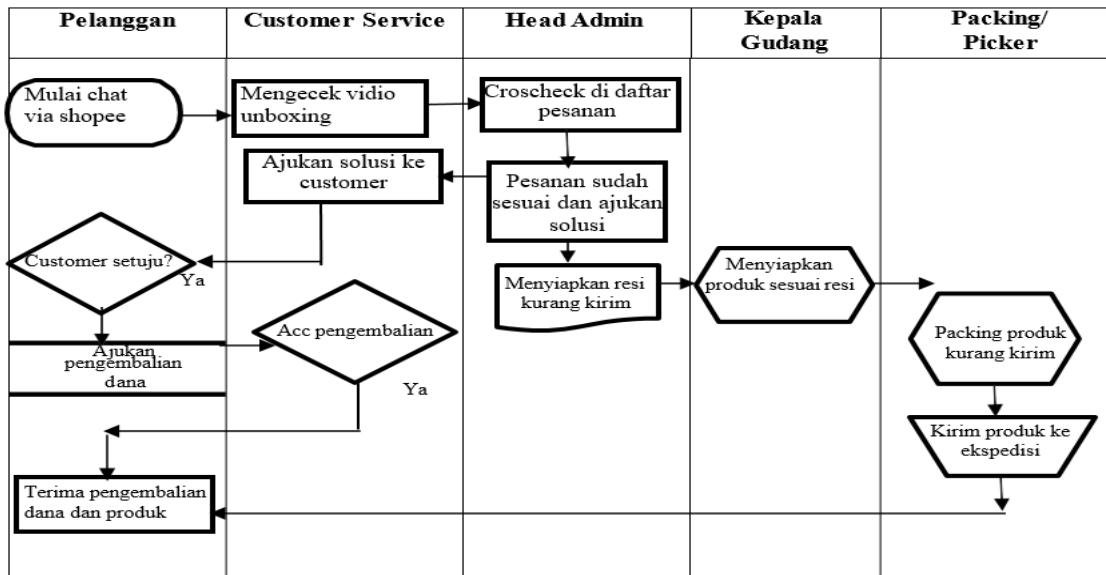 Pelanggan
Customer Service
Head Admin
Kepala
Gudang
Packing/
Picker
Mulai chat
via shopee
Mengecek vidio
unboxing
Croscheck di daftar
pesanan
Ajukan solusi ke
customer
Pesanan sudah
sesuai dan ajukan
solusi
Customer setuju?
Ya
Menyiapkan resi
kurang kirim
Menyiapkan
produk sesuai resi
Acc pengembalian
Ya
Packing produk
kurang kirim
Ajukan
pengembalian
dana
Kirim produk ke
ekspedisi
Terima pengembalian
dana dan produk